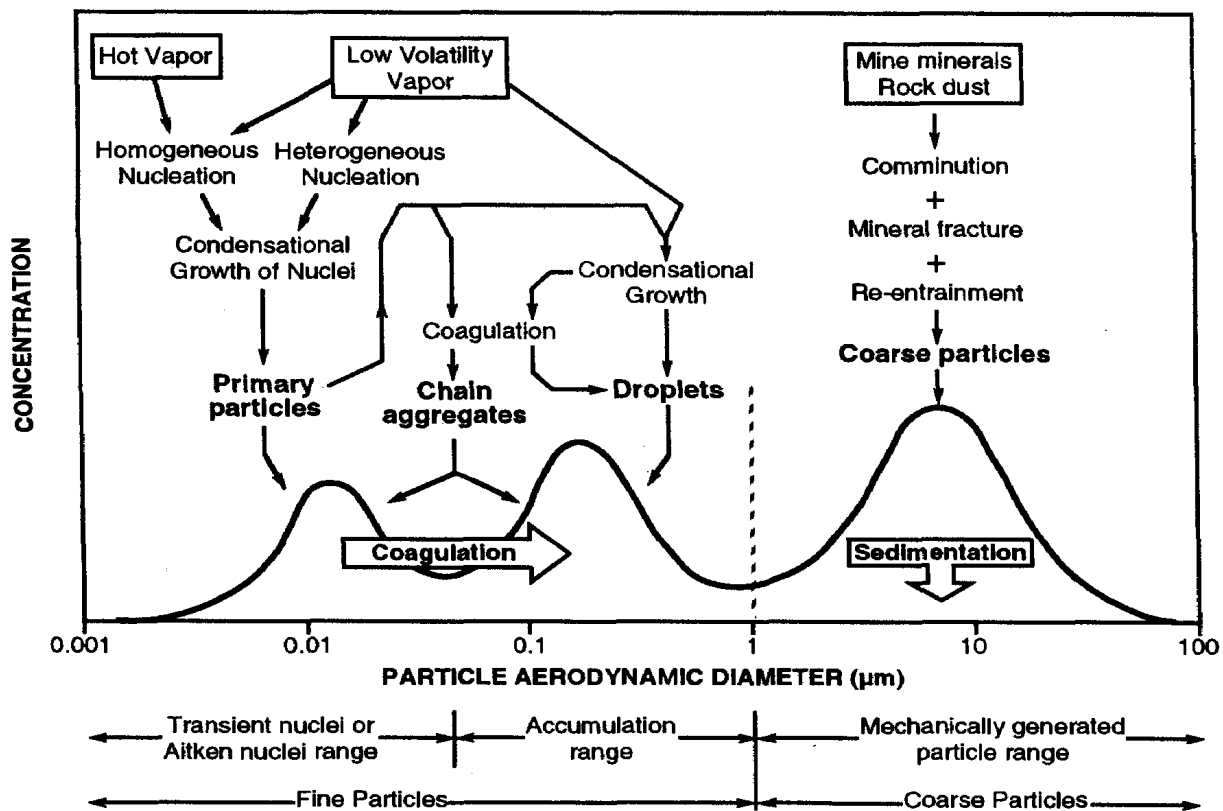 Hot Vapor
Low Volatility
Vapor
Mine minerals
Rock dust
Homogeneous
Nucleation
Heterogeneous
Nucleation
Comminution
+
Mineral fracture
+
Re-entrainment
Condensational
Growth of Nuclei
Condensational
Growth
Coagulation
Coarse particles
Primary
particles
Chain
aggregates
Droplets
Coagulation
Sedimentation
CONCENTRATION
0.001
0.01
0.1
1
10
100
PARTICLE AERODYNAMIC DIAMETER (µm)
Transient nuclei or
Aitken nuclei range
Accumulation
range
Mechanically generated
particle range
Fine Particles
Coarse Particles